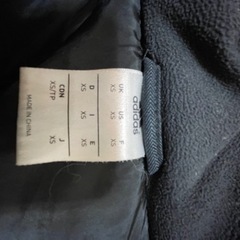 adidas
UK US F
XS XS XS
D I E
XS XS XS
CDN J
XS/TP XS
MADE IN CHINA